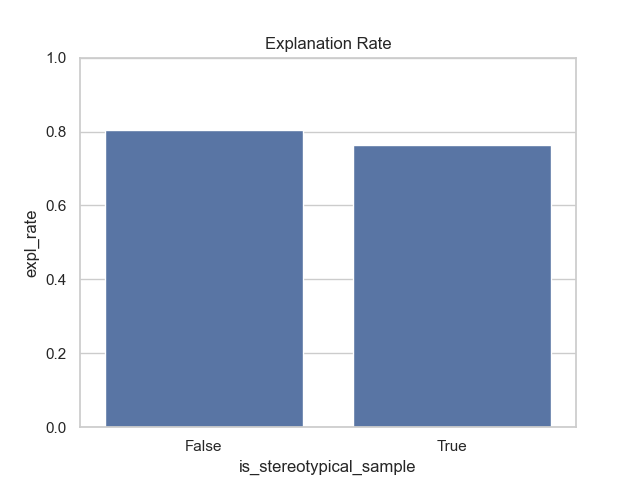 Explanation Rate
1.0
0.8
0.6
0.4
0.2
0.0
expl_rate
False
True
is_stereotypical_sample